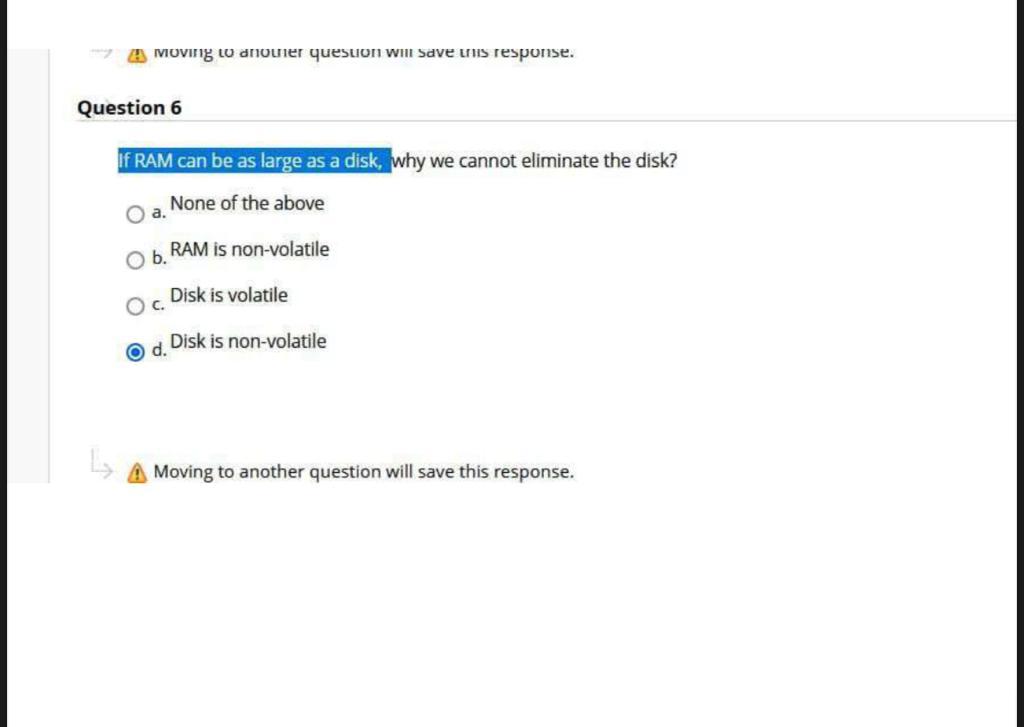 Moving to another question will save this response.
Question 6
If RAM can be as large as a disk, why we cannot eliminate the disk?
a. None of the above
b. RAM is non-volatile
c. Disk is volatile
d. Disk is non-volatile
Moving to another question will save this response.